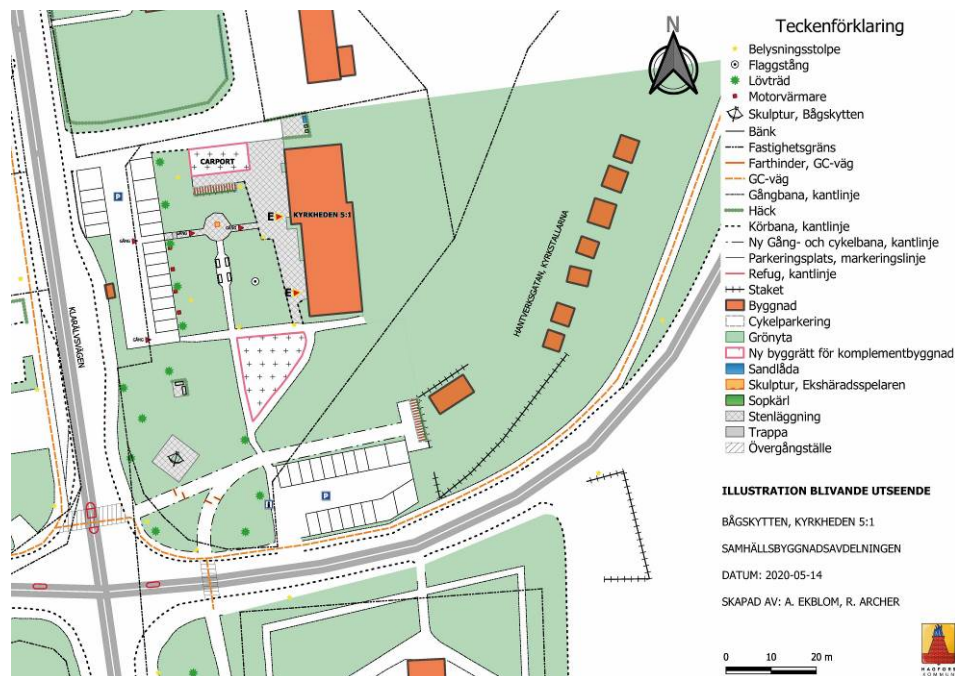 N
Teckenförklaring
Belysningsstolpe
Flaggstång
Lövträd
Motorvärmare
Skulptur, Bågskytten
Bänk
Fastighetsgräns
Farthinder, GC-väg
GC-väg
Gångbana, kantlinje
Häck
Körbana, kantlinje
Ny Gång- och cykelbana, kantlinje
Parkeringsplats, markeringslinje
Refug, kantlinje
Staket
Byggnad
Cykelparkering
Grönyta
Ny byggrätt för komplementbyggnad
Sandlåda
Skulptur, Ekshäradsspelaren
Sopkärl
Stenläggning
Trappa
Övergångställe
CARPORT
P
E
KYRKHEDEN 5:1
E
KLARÄLVSVÄGEN
HANTVERKSGATAN, KYRKSTALLARNA
P
ILLUSTRATION BLIVANDE UTSEENDE
BÅGSKYTTEN, KYRKHEDEN 5:1
SAMHÄLLSBYGGNADSAVDELNINGEN
DATUM: 2020-05-14
SKAPAD AV: A. EKBLOM, R. ARCHER
0 10 20 m
HAGFORS
KOMMUN